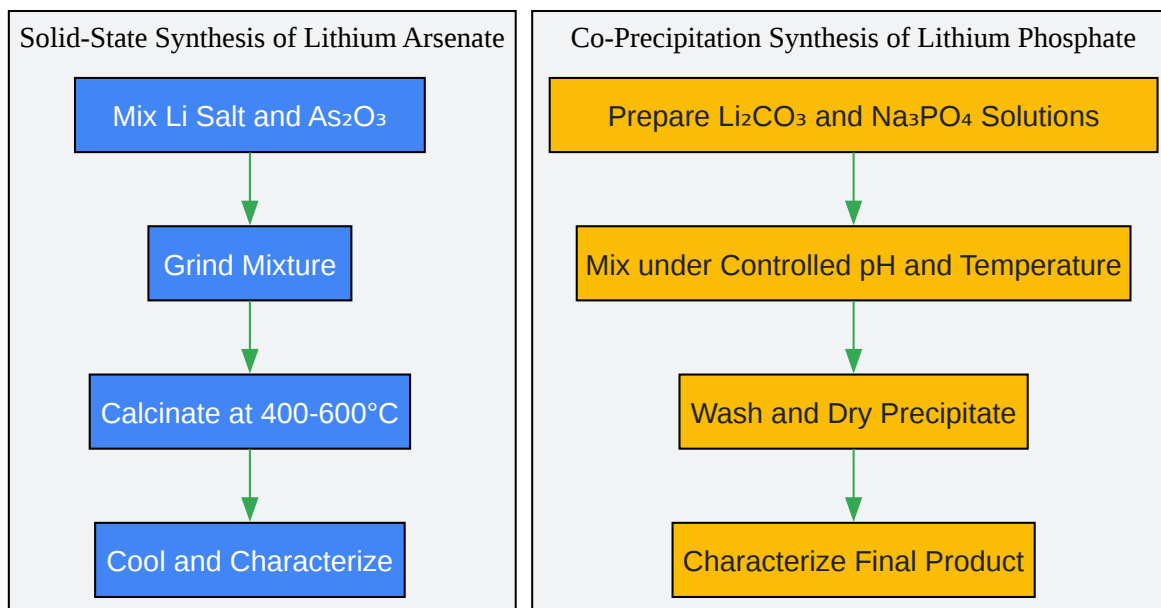 Solid-State Synthesis of Lithium Arsenate
Mix Li Salt and As₂O₃
Grind Mixture
Calcinate at 400-600°C
Cool and Characterize
Co-Precipitation Synthesis of Lithium Phosphate
Prepare Li₂CO₃ and Na₃PO₄ Solutions
Mix under Controlled pH and Temperature
Wash and Dry Precipitate
Characterize Final Product